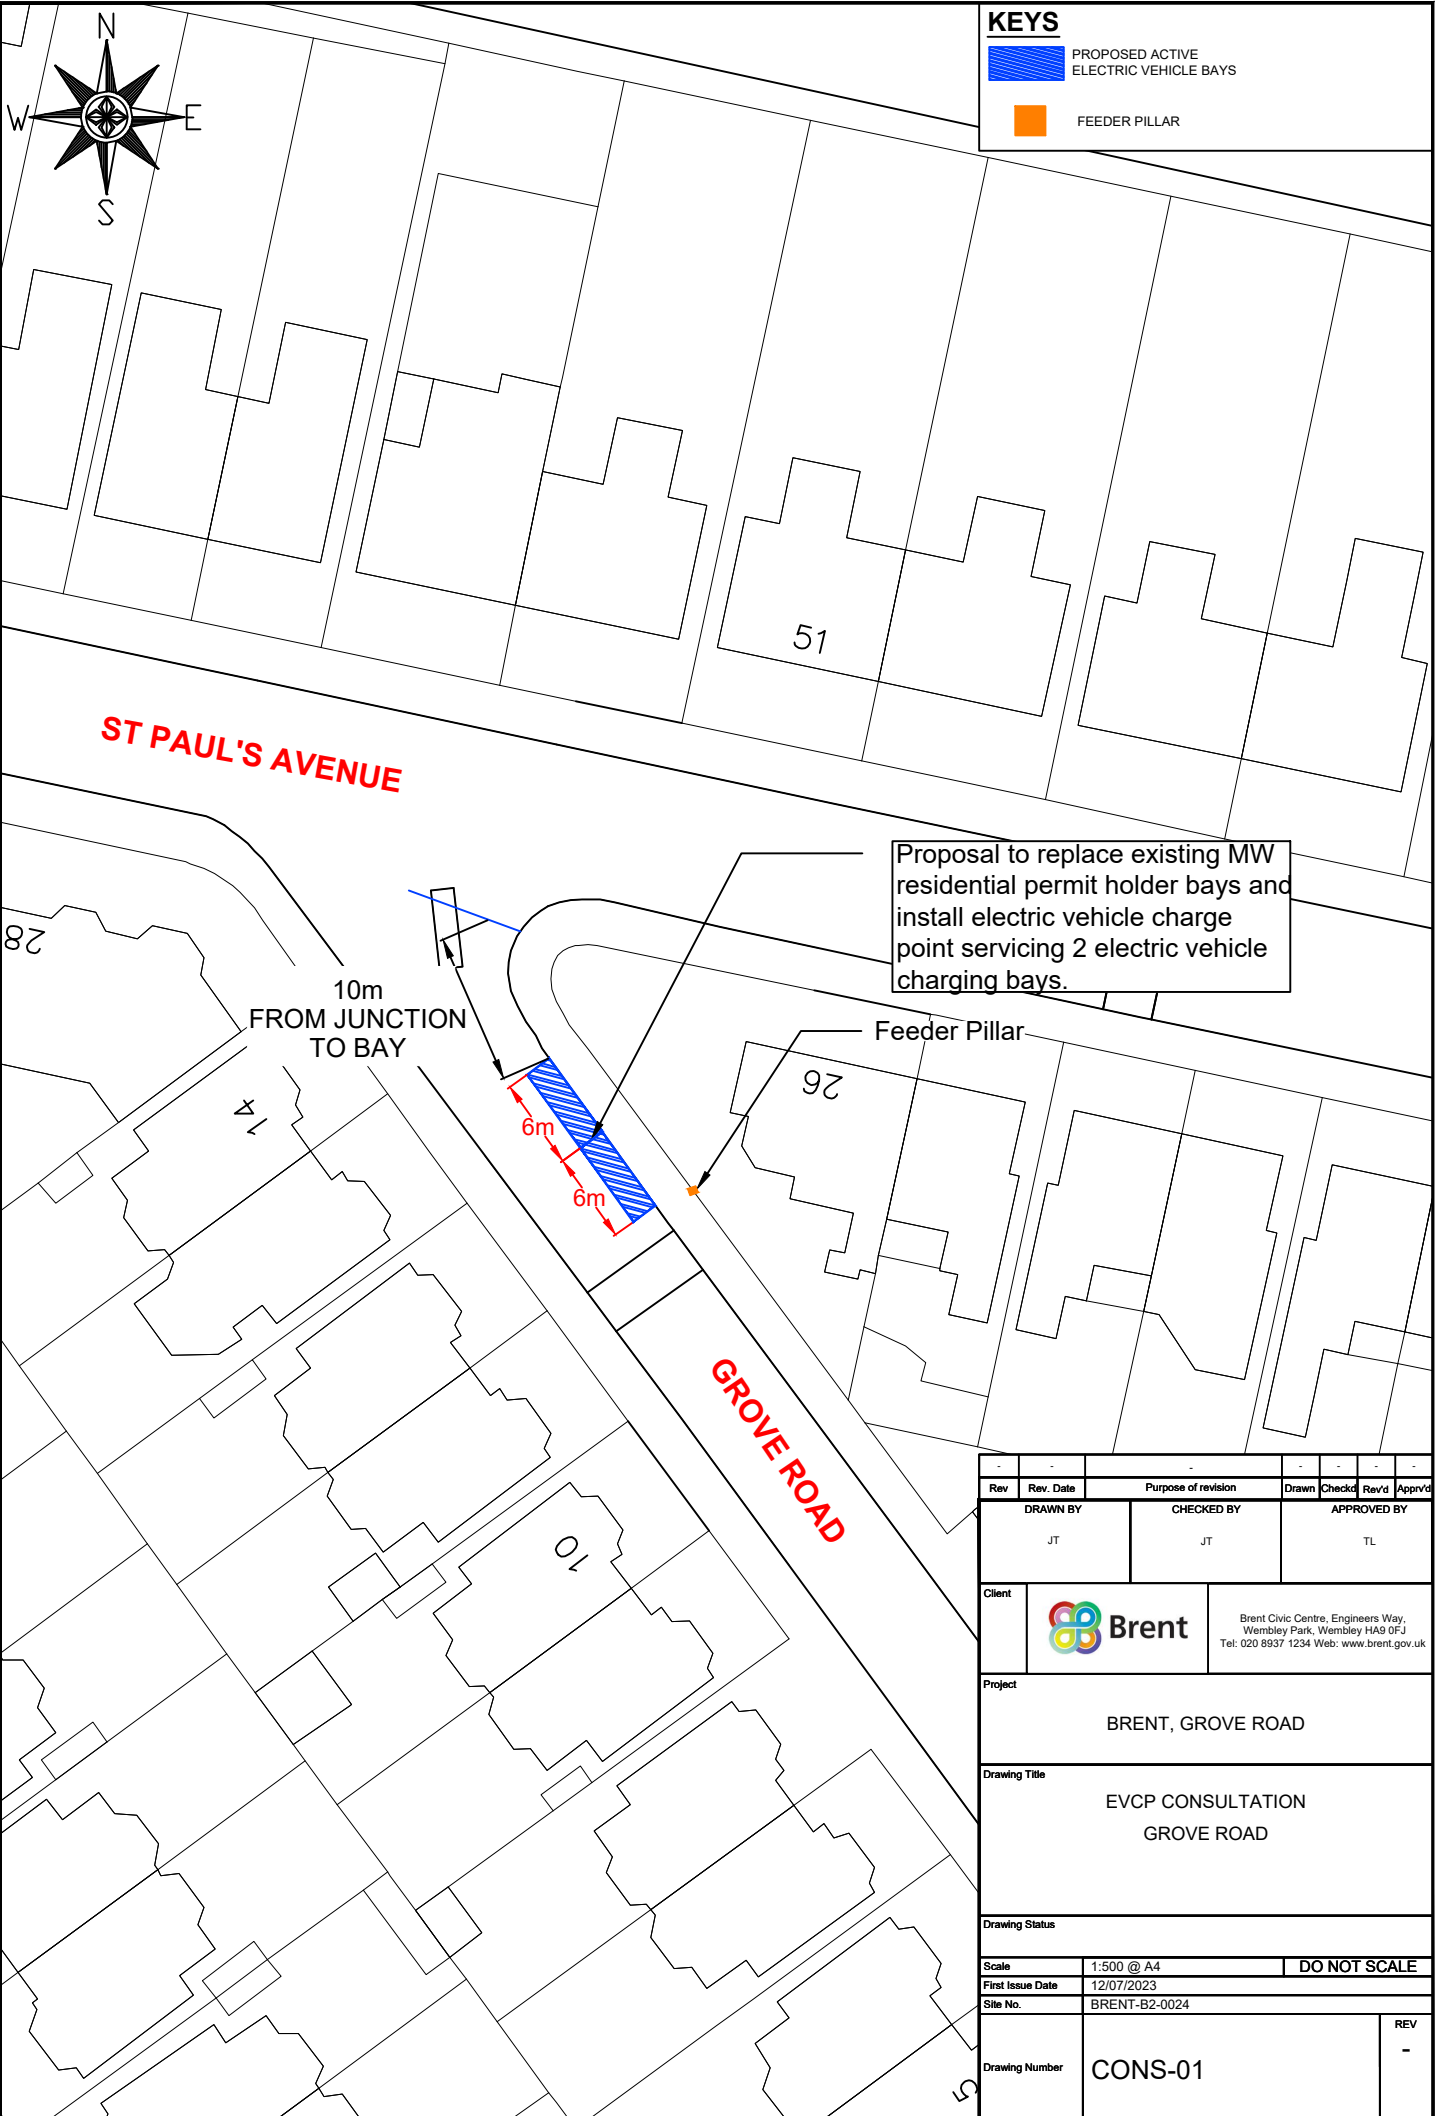 N
W
E
S
KEYS
PROPOSED ACTIVE
ELECTRIC VEHICLE BAYS
FEEDER PILLAR
51
ST PAUL'S AVENUE
Proposal to replace existing MW
residential permit holder bays and
install electric vehicle charge
point servicing 2 electric vehicle
charging bays.
28
10m
FROM JUNCTION
TO BAY
Feeder Pillar
26
14
6m
6m
GROVE ROAD
10
5
- - - - - - -
Rev Rev. Date Purpose of revision Drawn Checkd Rev'd Apprv'd
DRAWN BY CHECKED BY APPROVED BY
JT JT TL
Client
Brent
Brent Civic Centre, Engineers Way,
Wembley Park, Wembley HA9 0FJ
Tel: 020 8937 1234 Web: www.brent.gov.uk
Project
BRENT, GROVE ROAD
Drawing Title
EVCP CONSULTATION
GROVE ROAD
Drawing Status
Scale 1:500 @ A4 DO NOT SCALE
First Issue Date 12/07/2023
Site No. BRENT-B2-0024
REV
-
Drawing Number CONS-01